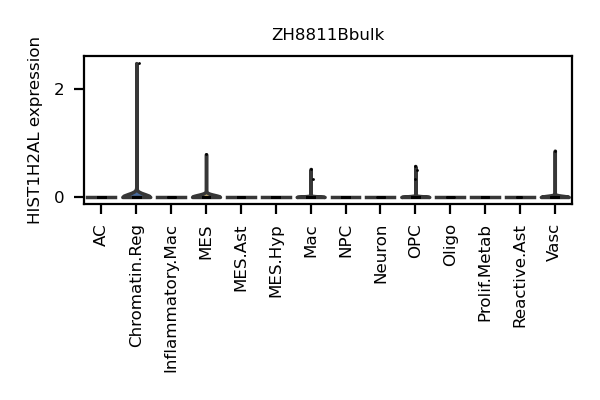 ZH8811Bbulk
HIST1H2AL expression
2
0
AC
Chromatin.Reg
Inflammatory.Mac
MES
MES.Ast
MES.Hyp
Mac
NPC
Neuron
OPC
Oligo
Prolif.Metab
Reactive.Ast
Vasc